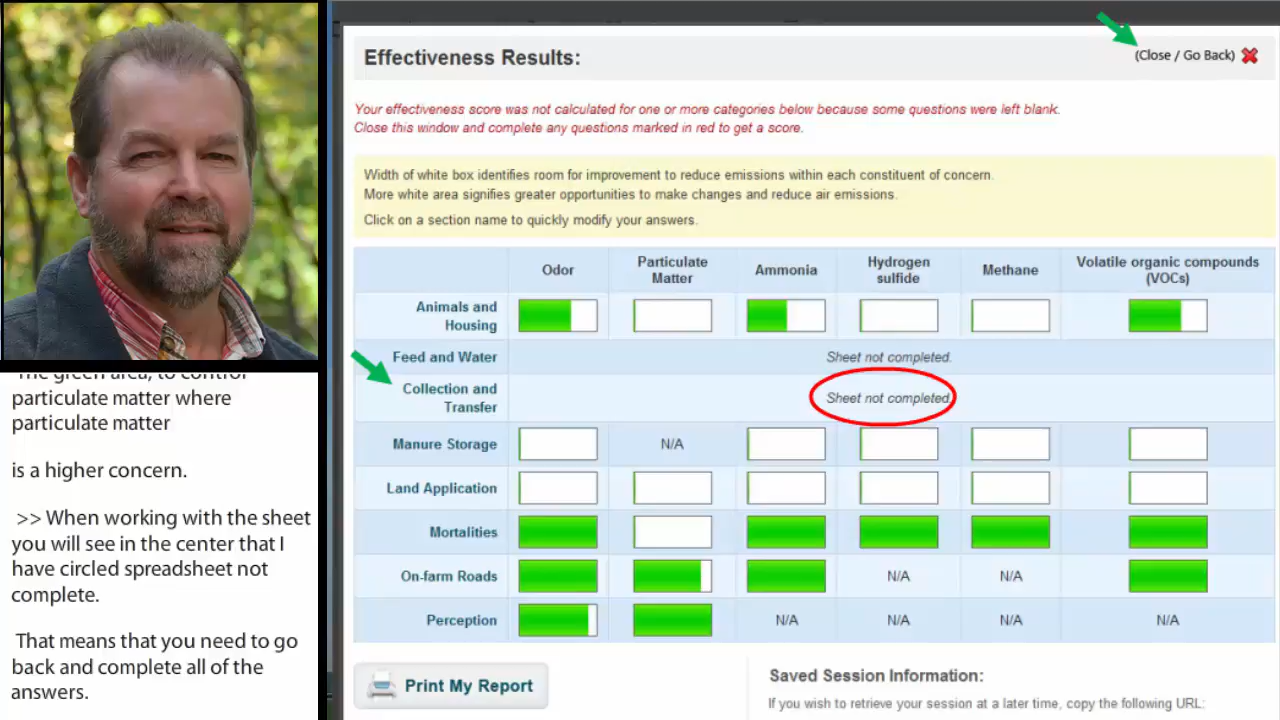 Effectiveness Results:
(Close / Go Back)
Your effectiveness score was not calculated for one or more categories below because some questions were left blank.
Close this window and complete any questions marked in red to get a score.
Width of white box identifies room for improvement to reduce emissions within each constituent of concern.
More white area signifies greater opportunities to make changes and reduce air emissions.
Click on a section name to quickly modify your answers.
Odor
Particulate
Matter
Ammonia
Hydrogen
sulfide
Methane
Volatile organic compounds
(VOCs)
Animals and
Housing
Feed and Water
Sheet not completed.
Collection and
Transfer
Sheet not completed.
Manure Storage
N/A
Land Application
Mortalities
On-farm Roads
N/A
N/A
Perception
N/A
N/A
N/A
N/A
Print My Report
Saved Session Information:
If you wish to retrieve your session at a later time, copy the following URL:
The green area, to control
particulate matter where
particulate matter
is a higher concern.
>> When working with the sheet
you will see in the center that I
have circled spreadsheet not
complete.
That means that you need to go
back and complete all of the
answers.